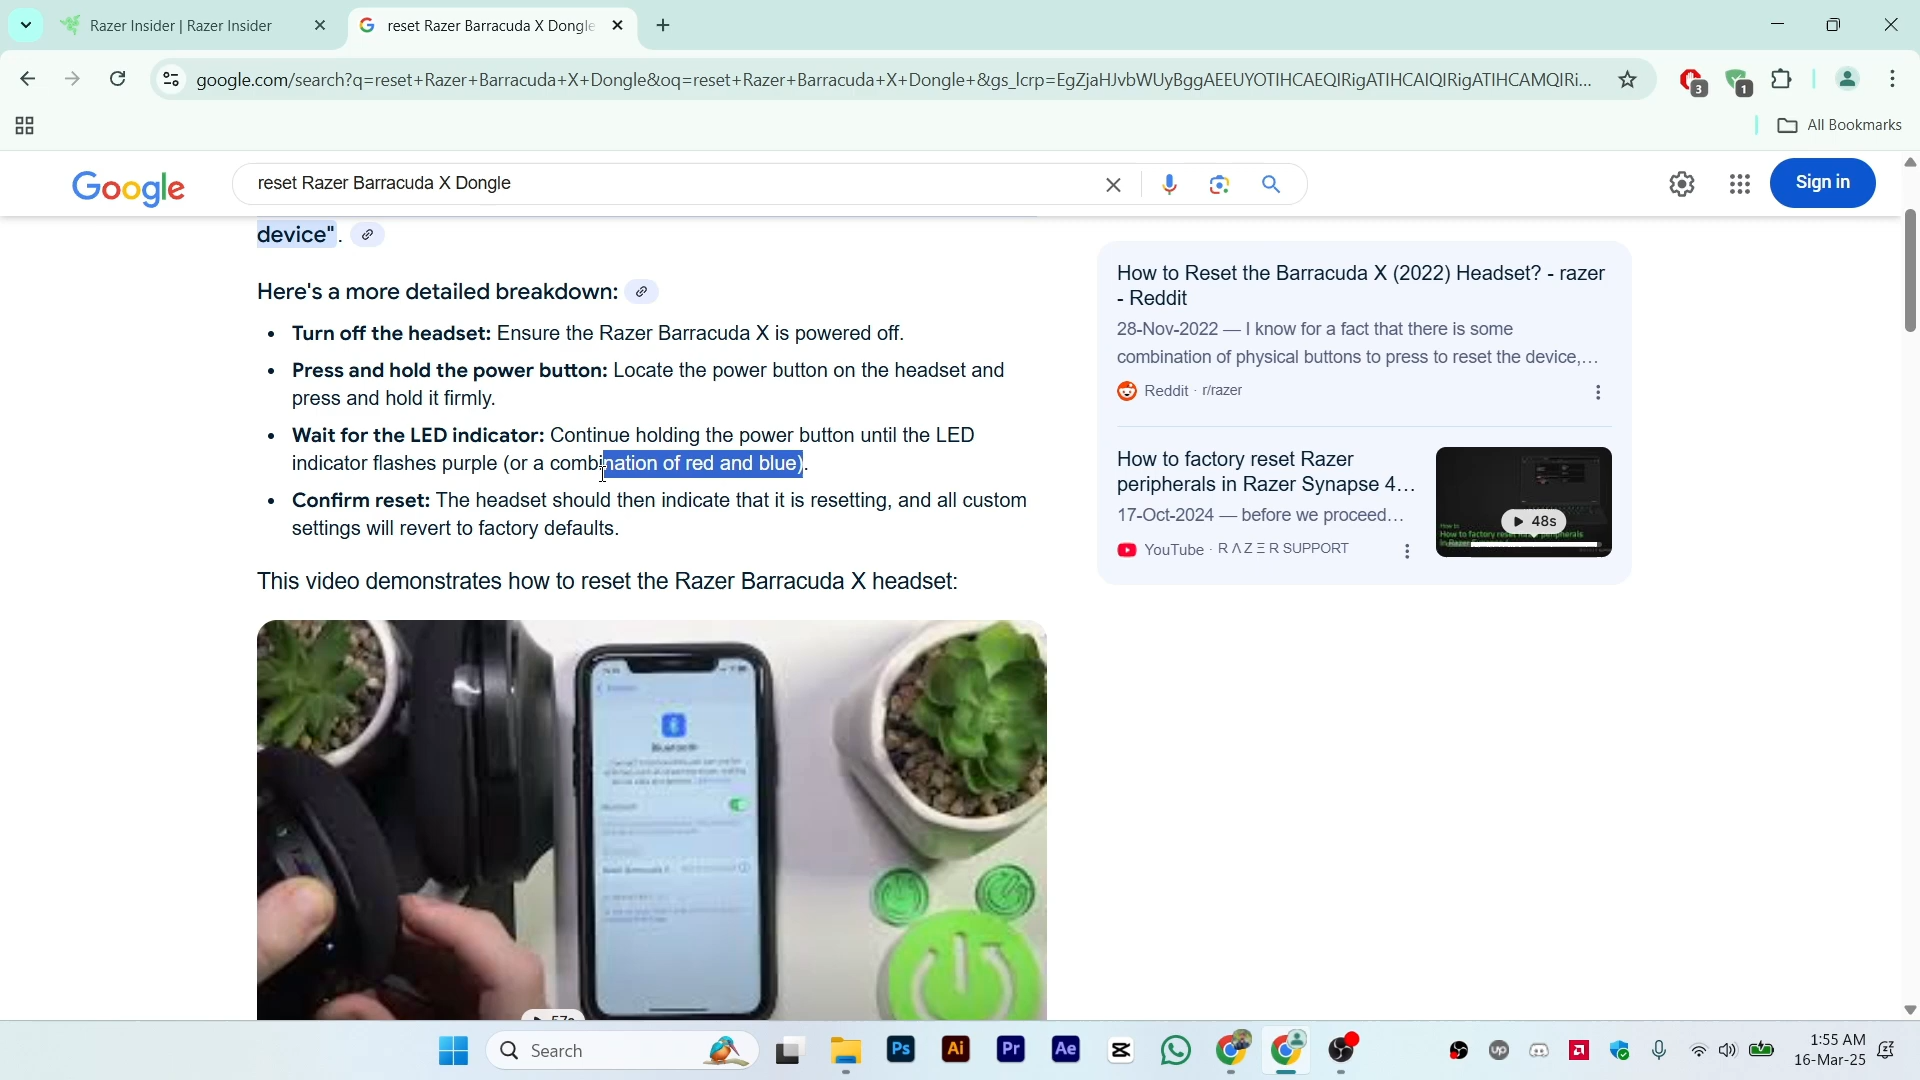 Razer Insider | Razer Insider
reset Razer Barracuda X Dongle
google.com/search?q=reset+Razer+Barracuda+X+Dongle&oq=reset+Razer+Barracuda+X+Dongle+&gs_lcrp=EgZjaHJvbWUyBggAEEUYOTIHCAEQIRigATIHCAIQIRigATIHCAMQIRi...
3
1
All Bookmarks
Google
reset Razer Barracuda X Dongle
Sign in
device".
Here's a more detailed breakdown:
• Turn off the headset: Ensure the Razer Barracuda X is powered off.
• Press and hold the power button: Locate the power button on the headset and
press and hold it firmly.
• Wait for the LED indicator: Continue holding the power button until the LED
indicator flashes purple (or a combination of red and blue).
• Confirm reset: The headset should then indicate that it is resetting, and all custom
settings will revert to factory defaults.
This video demonstrates how to reset the Razer Barracuda X headset:
Bluetooth
How to Reset the Barracuda X (2022) Headset? - razer
- Reddit
28-Nov-2022 — I know for a fact that there is some
combination of physical buttons to press to reset the device,...
Reddit · r/razer
How to factory reset Razer
peripherals in Razer Synapse 4...
17-Oct-2024 — before we proceed...
YouTube · RΛZΞR SUPPORT
48s
Search
Ps
Ai
Pr
Ae
up
1:55 AM
16-Mar-25